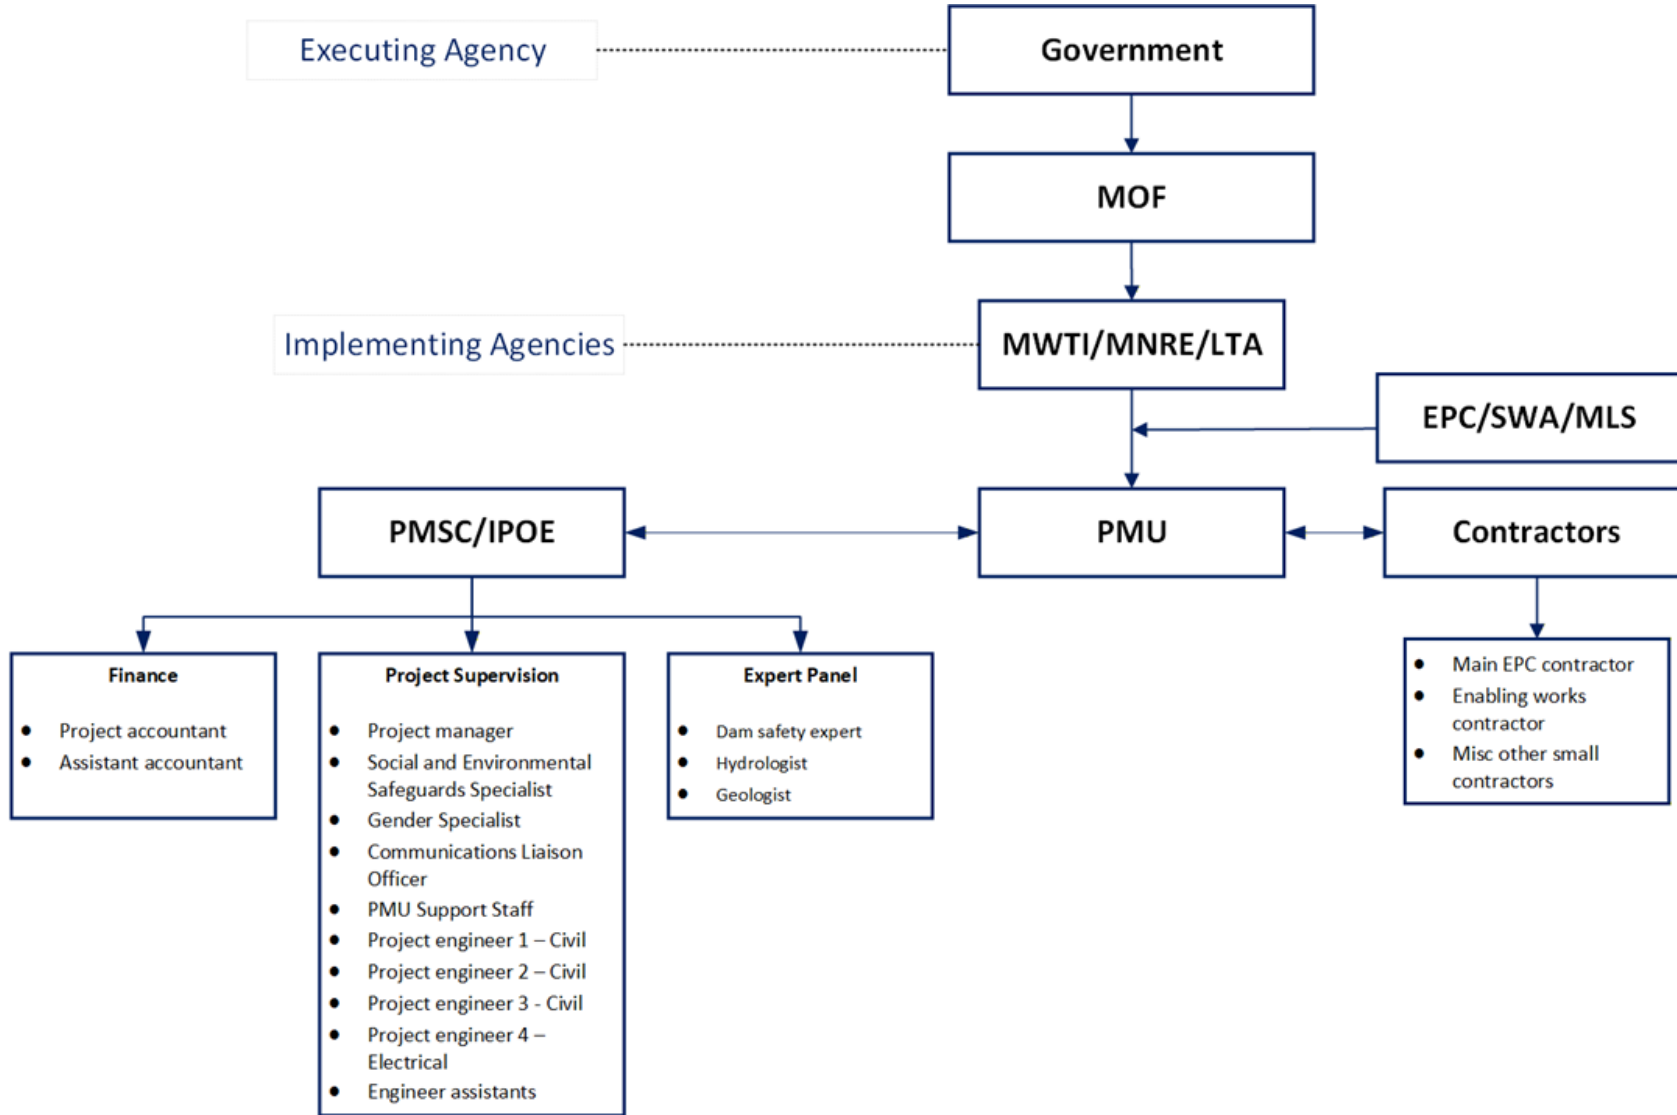 Executing Agency
Government
MOF
Implementing Agencies
MWTI/MNRE/LTA
EPC/SWA/MLS
PMSC/IPOE
PMU
Contractors
Finance
● Project accountant
● Assistant accountant
Project Supervision
● Project manager
● Social and Environmental
Safeguards Specialist
● Gender Specialist
● Communications Liaison
Officer
● PMU Support Staff
● Project engineer 1 – Civil
● Project engineer 2 – Civil
● Project engineer 3 - Civil
● Project engineer 4 –
Electrical
● Engineer assistants
Expert Panel
● Dam safety expert
● Hydrologist
● Geologist
● Main EPC contractor
● Enabling works
contractor
● Misc other small
contractors